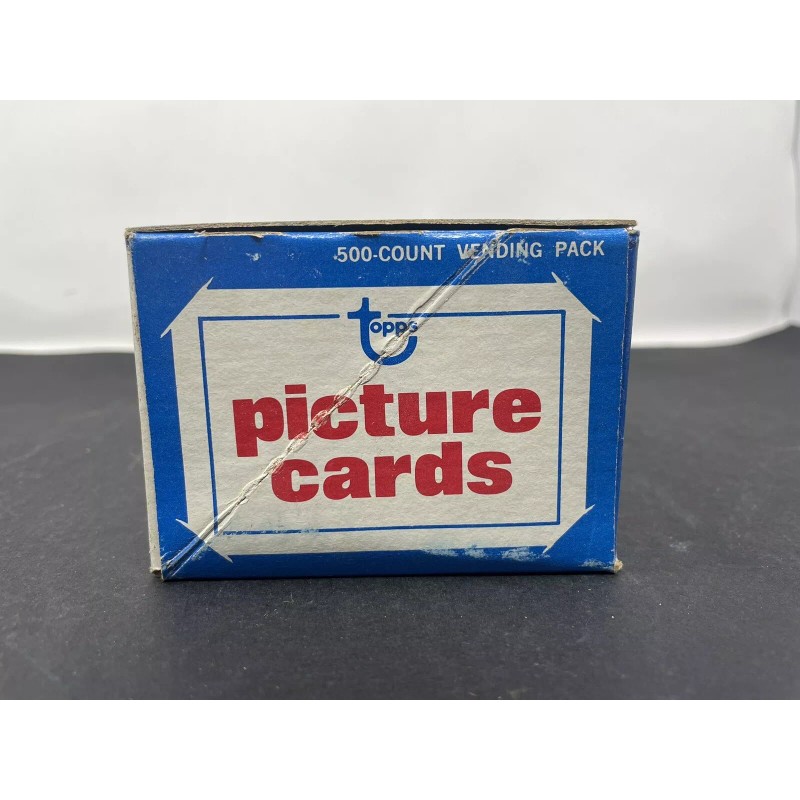 500-COUNT VENDING PACK
topps
picture
cards